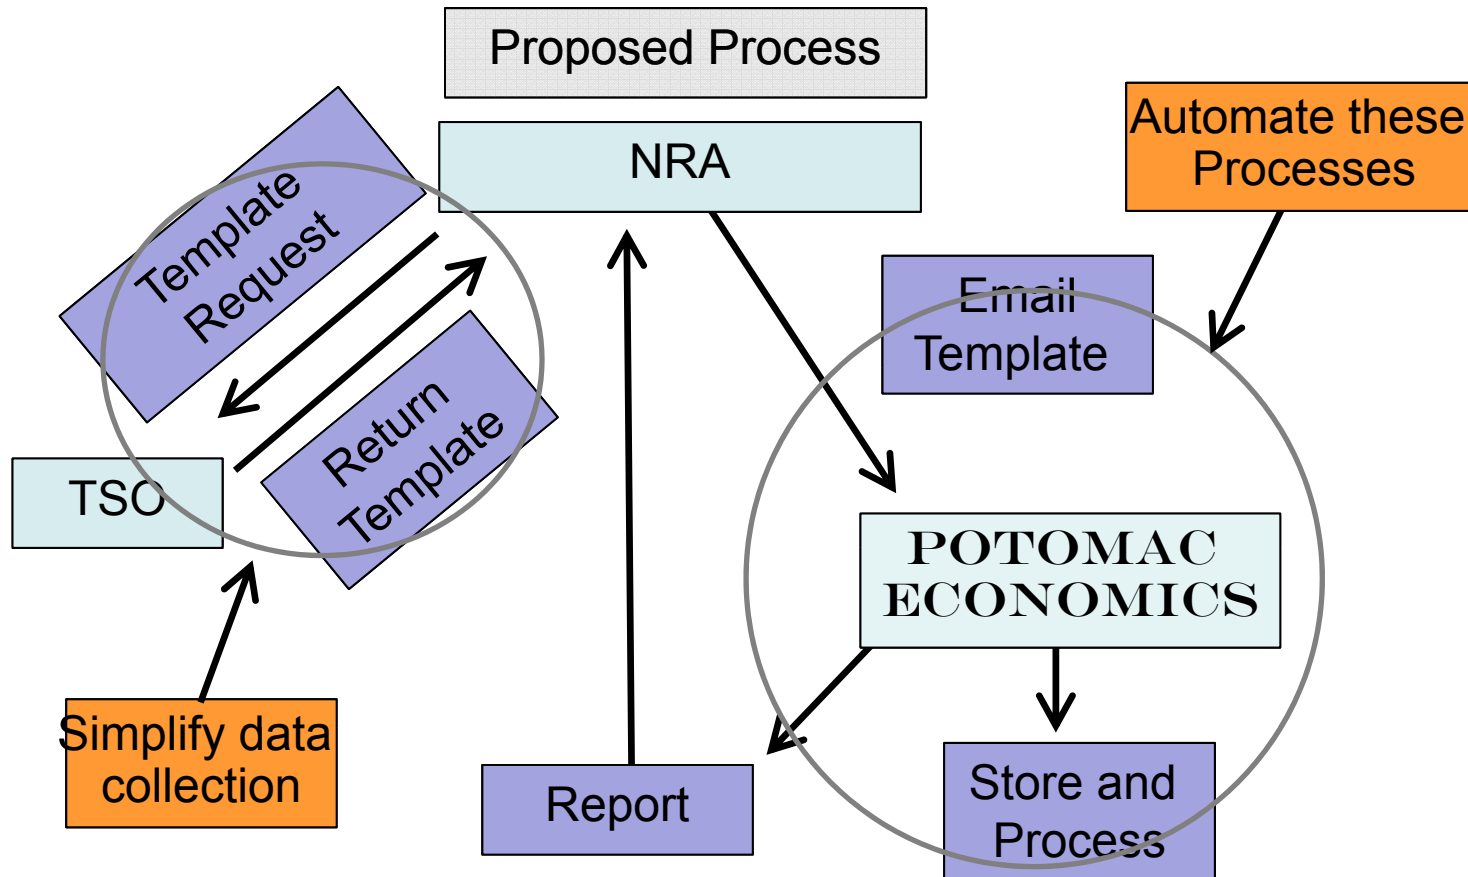 Proposed Process
NRA
Automate these
Processes
Template
Request
Email
Template
Return
Template
TSO
POTOMAC
ECONOMICS
Simplify data
collection
Report
Store and
Process